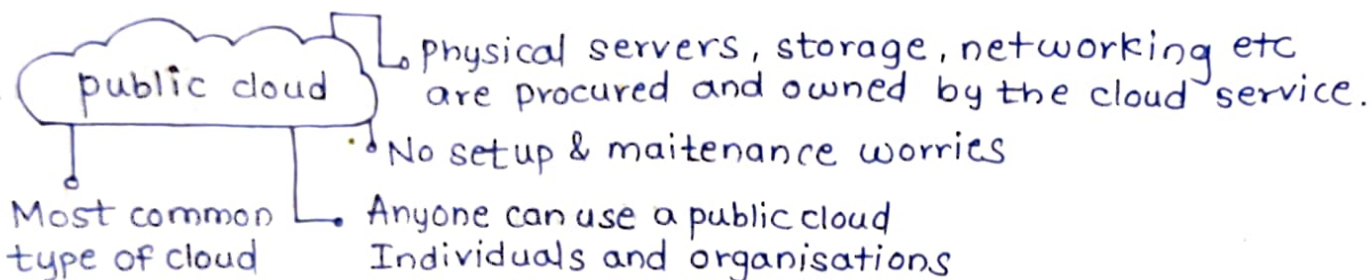 public cloud
Physical servers, storage, networking etc
are procured and owned by the cloud service.
No setup & maitenance worries
Most common
type of cloud
Anyone can use a public cloud
Individuals and organisations